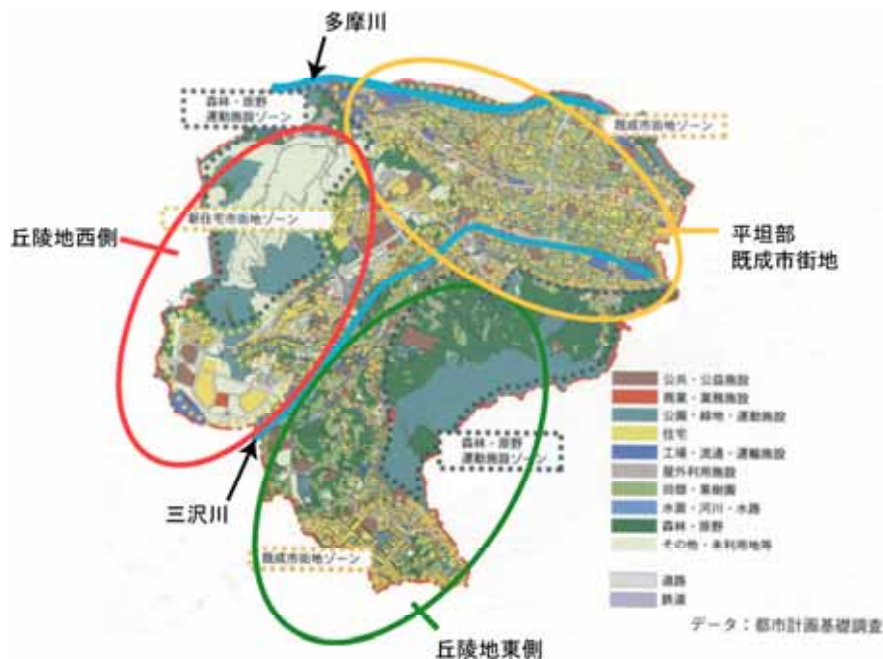 多摩川
森林・原野
運動施設ゾーン
既成市街地ゾーン
新住宅市街地ゾーン
丘陵地西側
平坦部
既成市街地
森林・原野
運動施設ゾーン
三沢川
既成市街地ゾーン
丘陵地東側
公共・公益施設
商業・業務施設
公園・緑地・運動施設
住宅
工場・流通・運輸施設
屋外利用施設
田畑・果樹園
水面・河川・水路
森林・原野
その他・未利用地等
道路
鉄道
データ：都市計画基礎調査